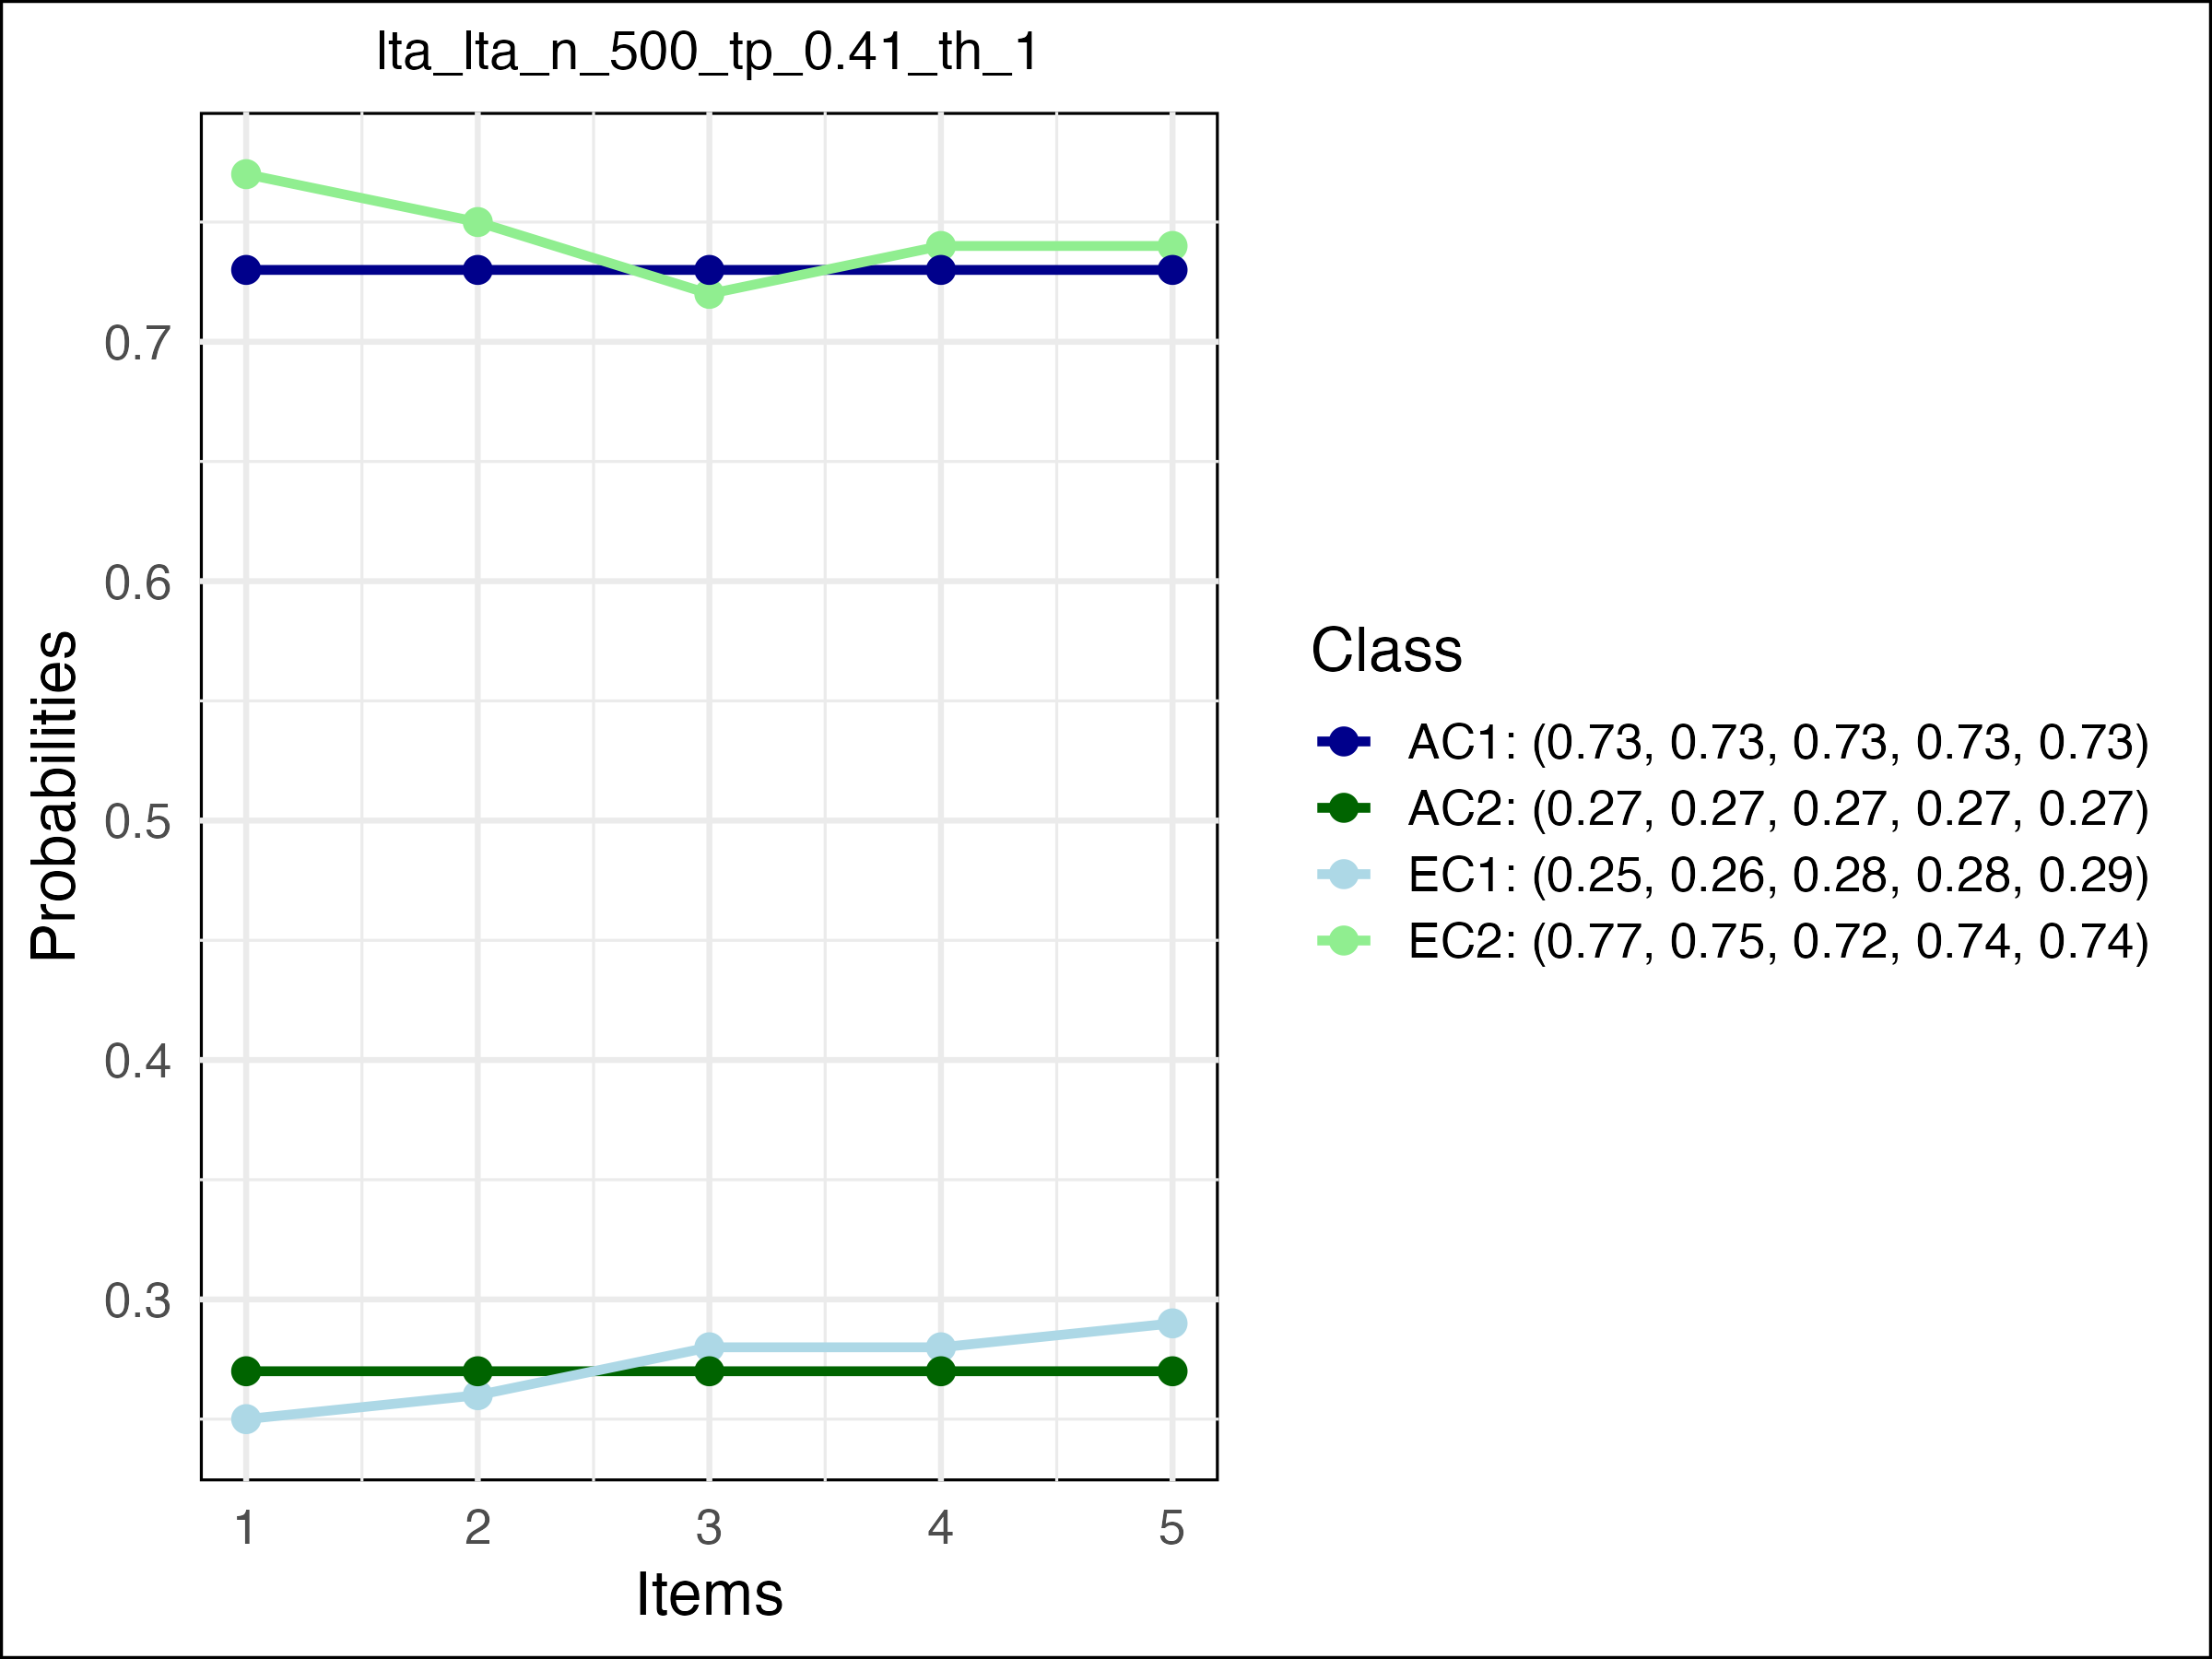 lta_lta_n_500_tp_0.41_th_1
Probabilities
0.7
0.6
0.5
0.4
0.3
1 2 3 4 5
Items
Class
AC1: (0.73, 0.73, 0.73, 0.73, 0.73)
AC2: (0.27, 0.27, 0.27, 0.27, 0.27)
EC1: (0.25, 0.26, 0.28, 0.28, 0.29)
EC2: (0.77, 0.75, 0.72, 0.74, 0.74)